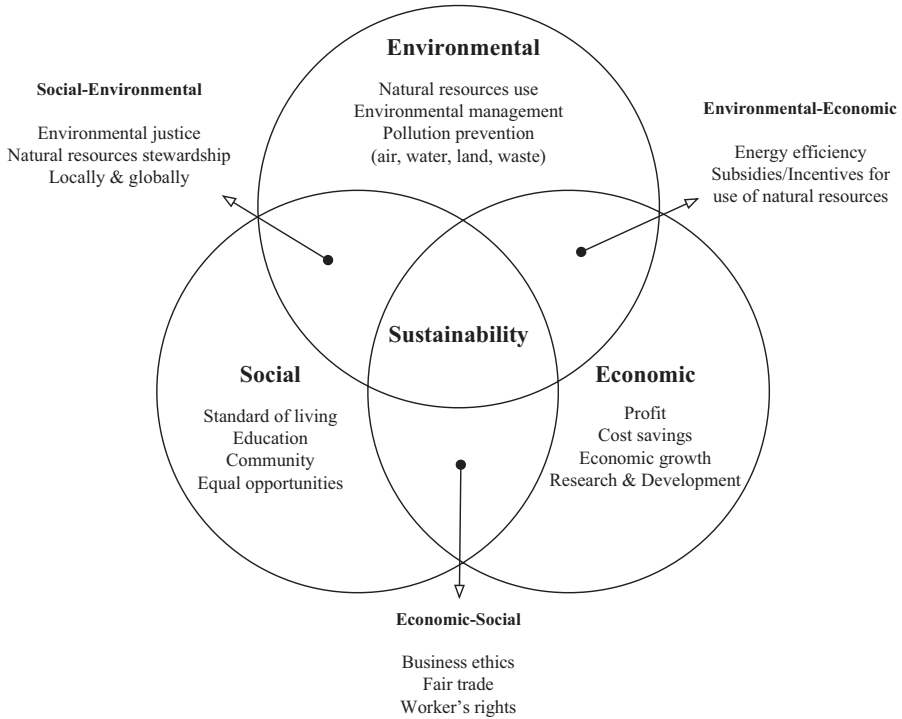 Environmental
Natural resources use
Environmental management
Pollution prevention
(air, water, land, waste)
Social-Environmental
Environmental justice
Natural resources stewardship
Locally & globally
Environmental-Economic
Energy efficiency
Subsidies/Incentives for
use of natural resources
Sustainability
Social
Standard of living
Education
Community
Equal opportunities
Economic
Profit
Cost savings
Economic growth
Research & Development
Economic-Social
Business ethics
Fair trade
Worker’s rights